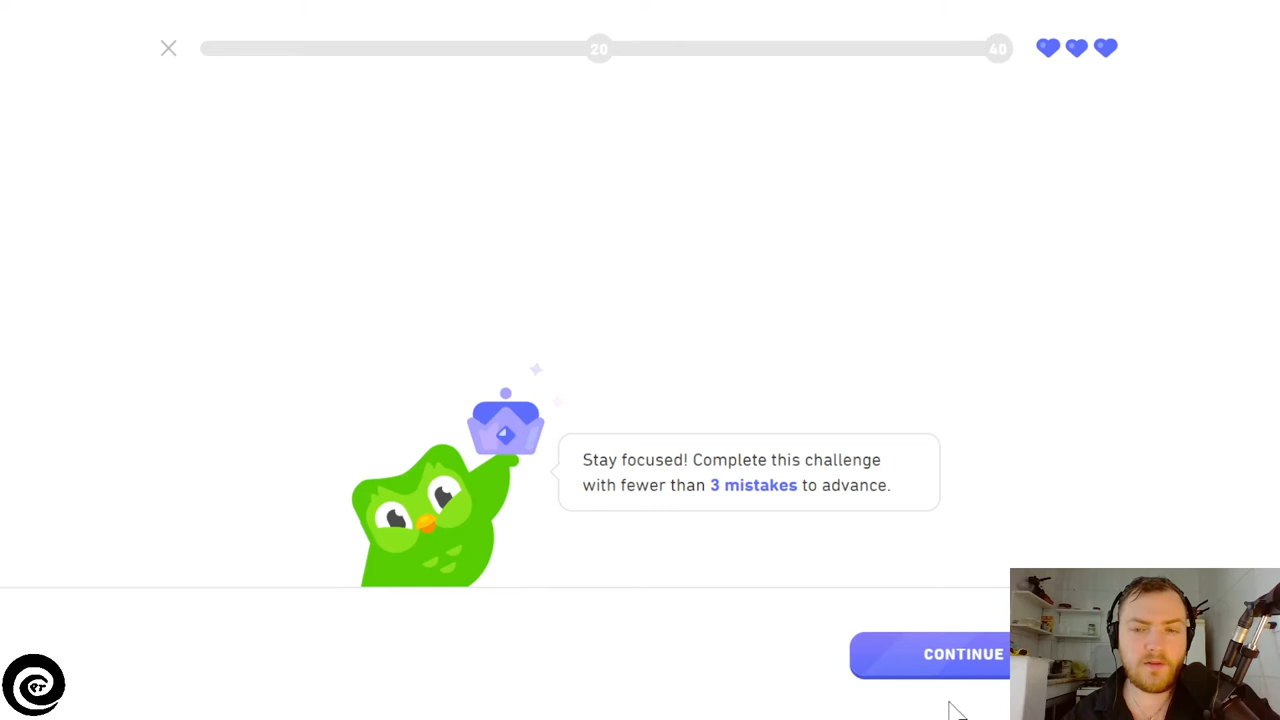 20
40
Stay focused! Complete this challenge
with fewer than 3 mistakes to advance.
CONTINUE